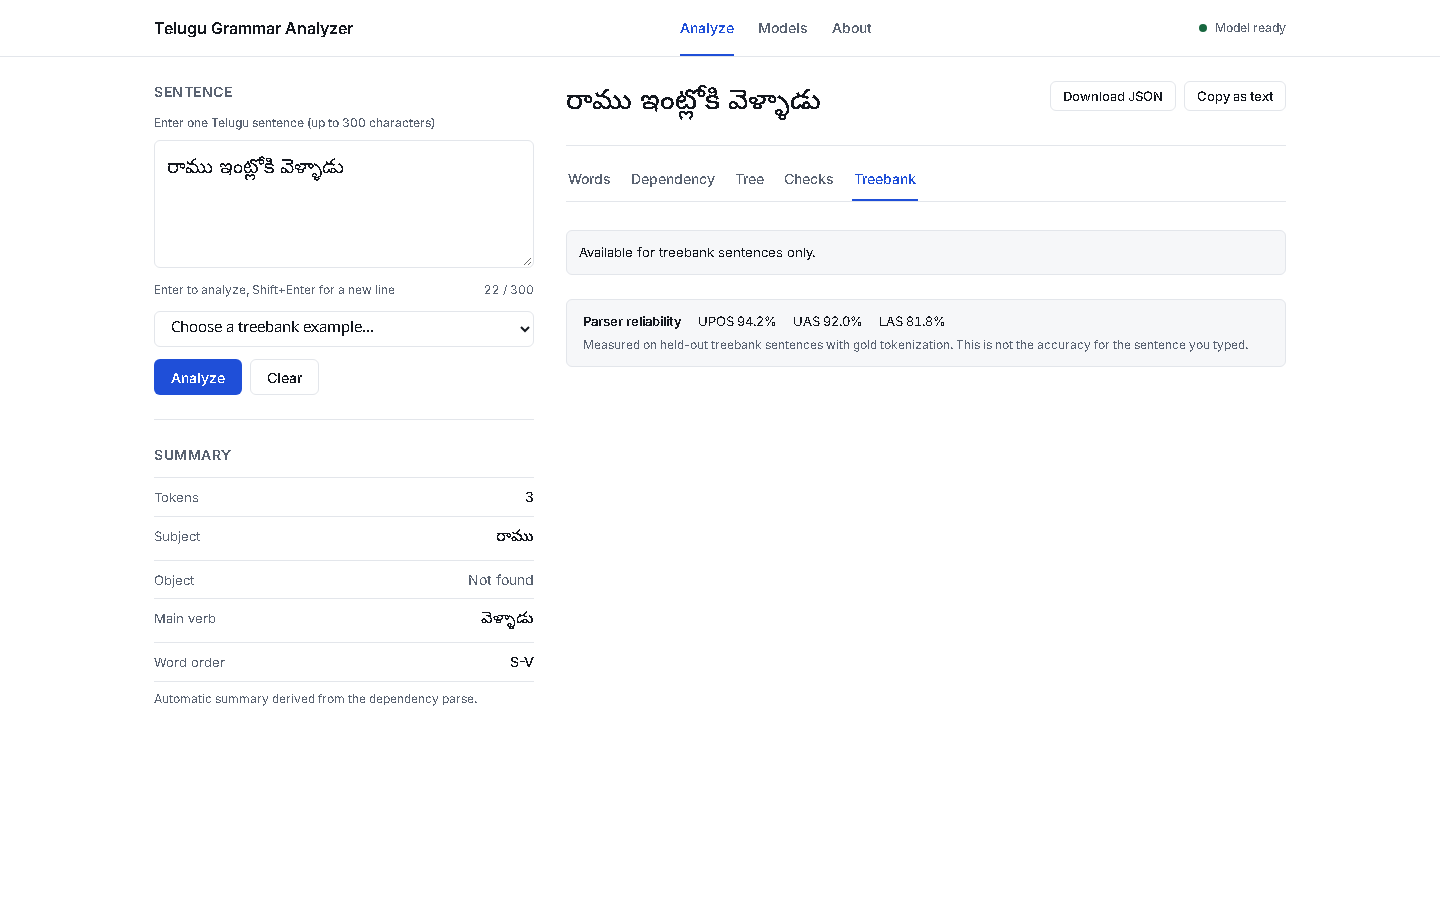 Telugu Grammar Analyzer
Analyze Models About
Model ready
SENTENCE
Enter one Telugu sentence (up to 300 characters)
రాము ఇంట్లోకి వెళ్ళాడు
Enter to analyze, Shift+Enter for a new line 22 / 300
Choose a treebank example...
Analyze Clear
SUMMARY
Tokens 3
Subject రాము
Object Not found
Main verb వెళ్ళాడు
Word order S-V
Automatic summary derived from the dependency parse.
రాము ఇంట్లోకి వెళ్ళాడు
Download JSON Copy as text
Words Dependency Tree Checks Treebank
Available for treebank sentences only.
Parser reliability UPOS 94.2% UAS 92.0% LAS 81.8%
Measured on held-out treebank sentences with gold tokenization. This is not the accuracy for the sentence you typed.